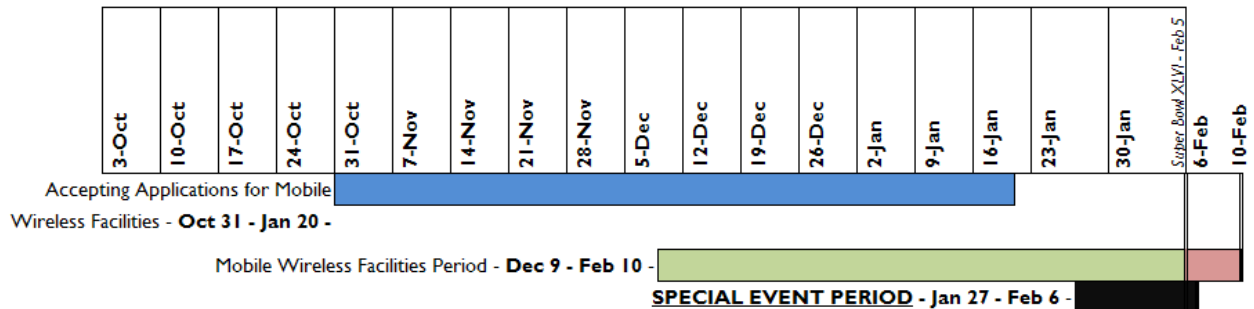 3-Oct
10-Oct
17-Oct
24-Oct
31-Oct
7-Nov
14-Nov
21-Nov
28-Nov
5-Dec
12-Dec
19-Dec
26-Dec
2-Jan
9-Jan
16-Jan
23-Jan
30-Jan
Super Bowl XLVI - Feb 5
6-Feb
10-Feb
Accepting Applications for Mobile
Wireless Facilities - Oct 31 - Jan 20 -
Mobile Wireless Facilities Period - Dec 9 - Feb 10 -
SPECIAL EVENT PERIOD - Jan 27 - Feb 6 -